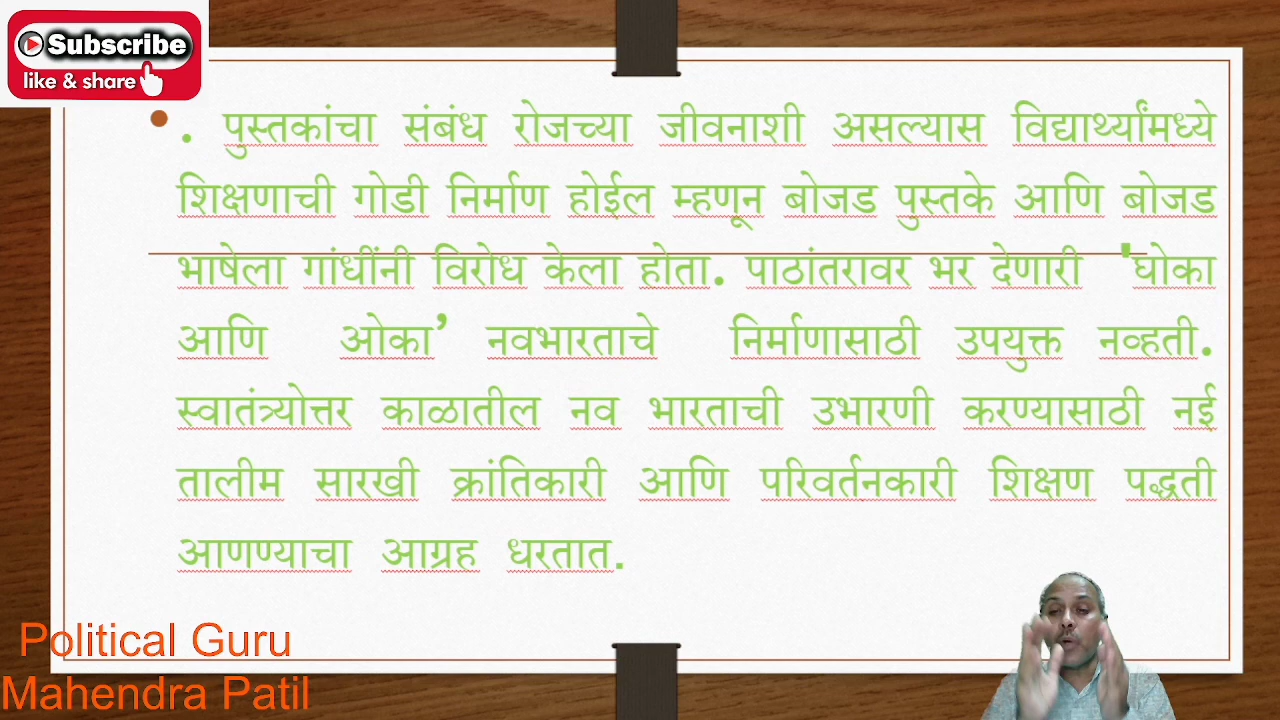 Subscribe
like & share
. पुस्तकांचा संबंध रोजच्या जीवनाशी असल्यास विद्यार्थ्यांमध्ये
शिक्षणाची गोडी निर्माण होईल म्हणून बोजड पुस्तके आणि बोजड
भाषेला गांधींनी विरोध केला होता. पाठांतरावर भर देणारी 'घोका
आणि ओका’ नवभारताचे निर्माणासाठी उपयुक्त नव्हती.
स्वातंत्र्योत्तर काळातील नव भारताची उभारणी करण्यासाठी नई
तालीम सारखी क्रांतिकारी आणि परिवर्तनकारी शिक्षण पद्धती
आणण्याचा आग्रह धरतात.
Political Guru
Mahendra Patil